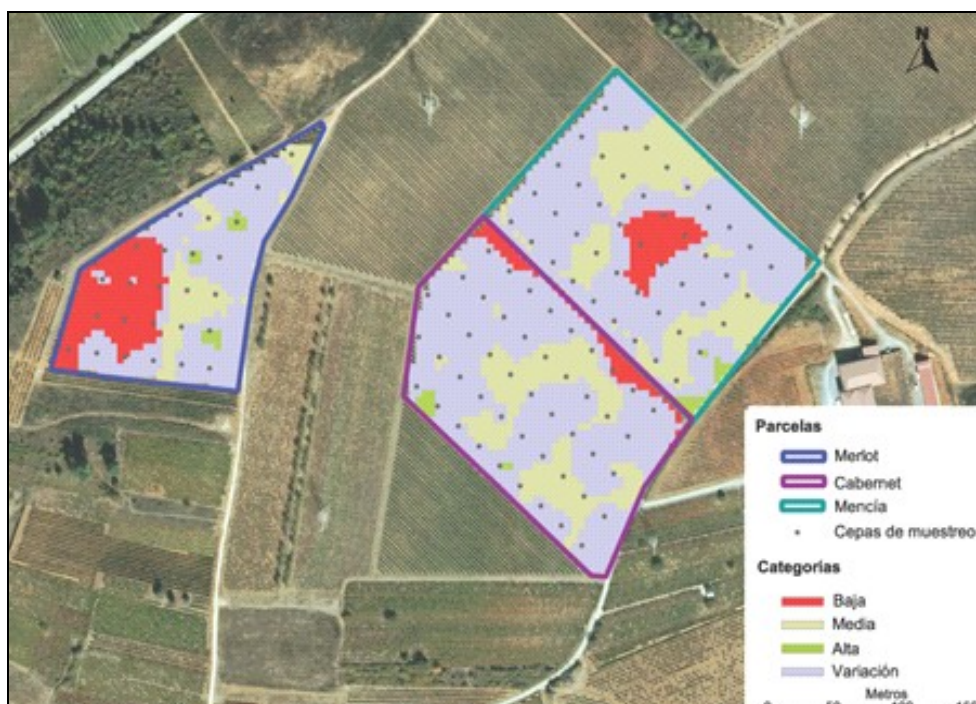 N
Parcelas
Merlot
Cabernet
Mencía
Cepas de muestreo
Categorías
Baja
Media
Alta
Variación
Metros